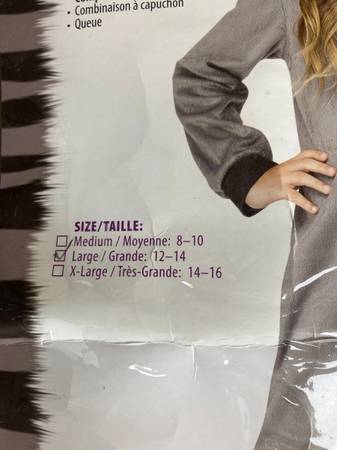 • Combinaison à capuchon
• Queue
SIZE/TAILLE:
☐ Medium / Moyenne: 8–10
☑ Large / Grande: 12–14
☐ X-Large / Très-Grande: 14–16